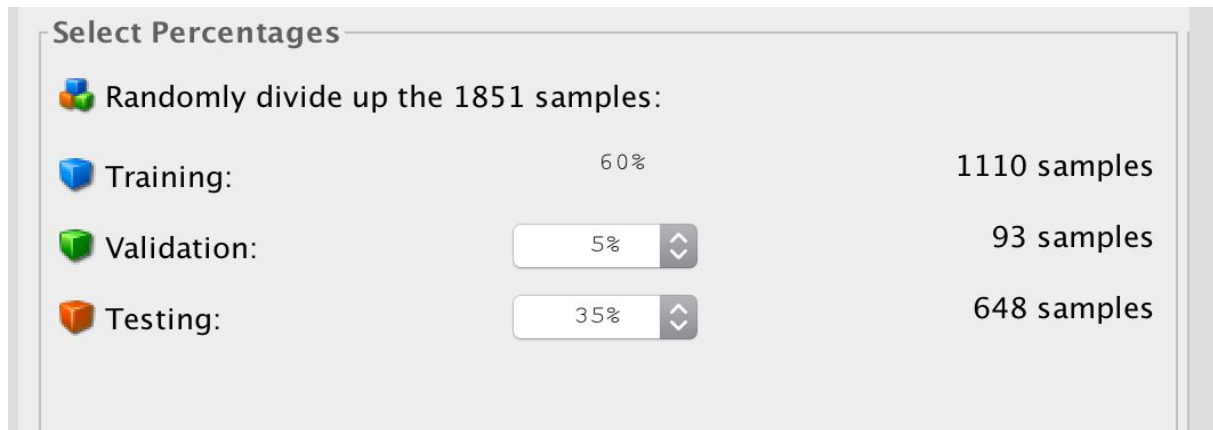 Select Percentages
Randomly divide up the 1851 samples:
Training: 60% 1110 samples
Validation: 5% 93 samples
Testing: 35% 648 samples